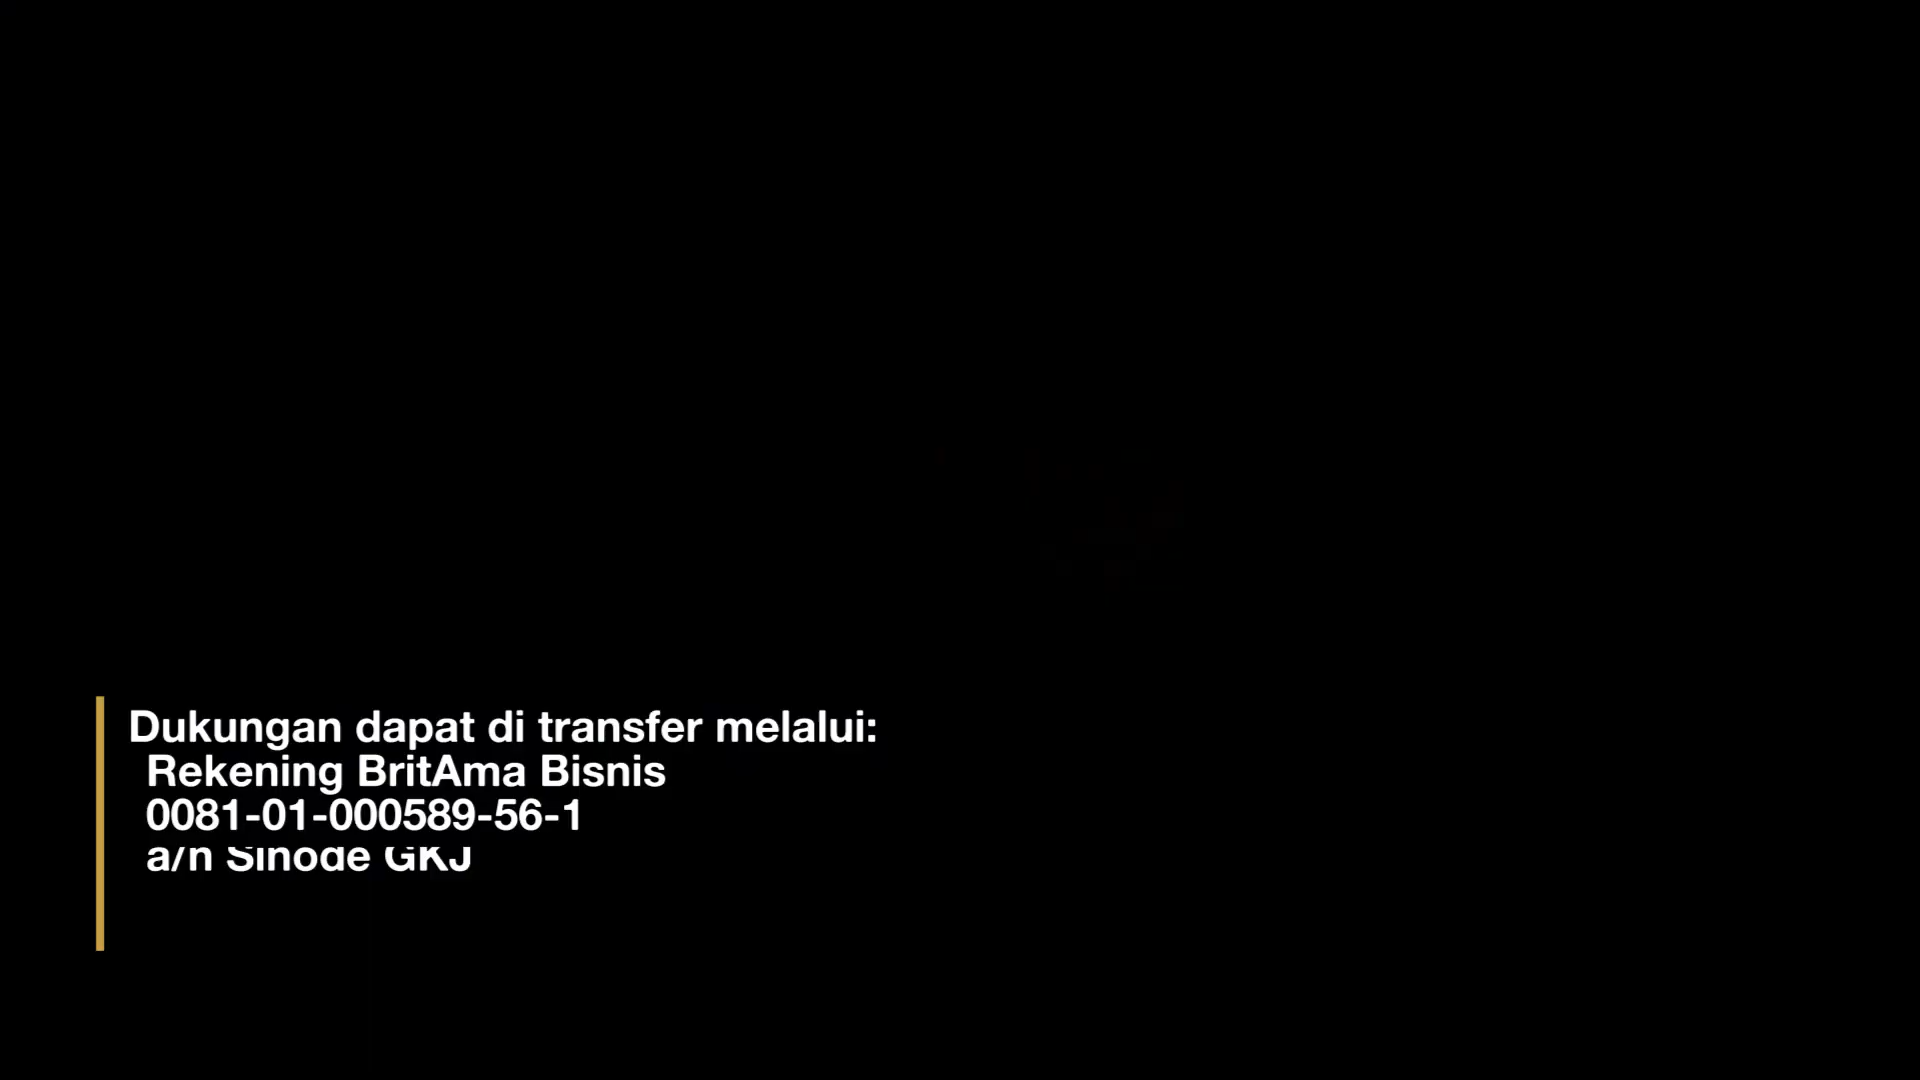 Dukungan dapat di transfer melalui:
Rekening BritAma Bisnis
0081-01-000589-56-1
a/n Sinode GKJ